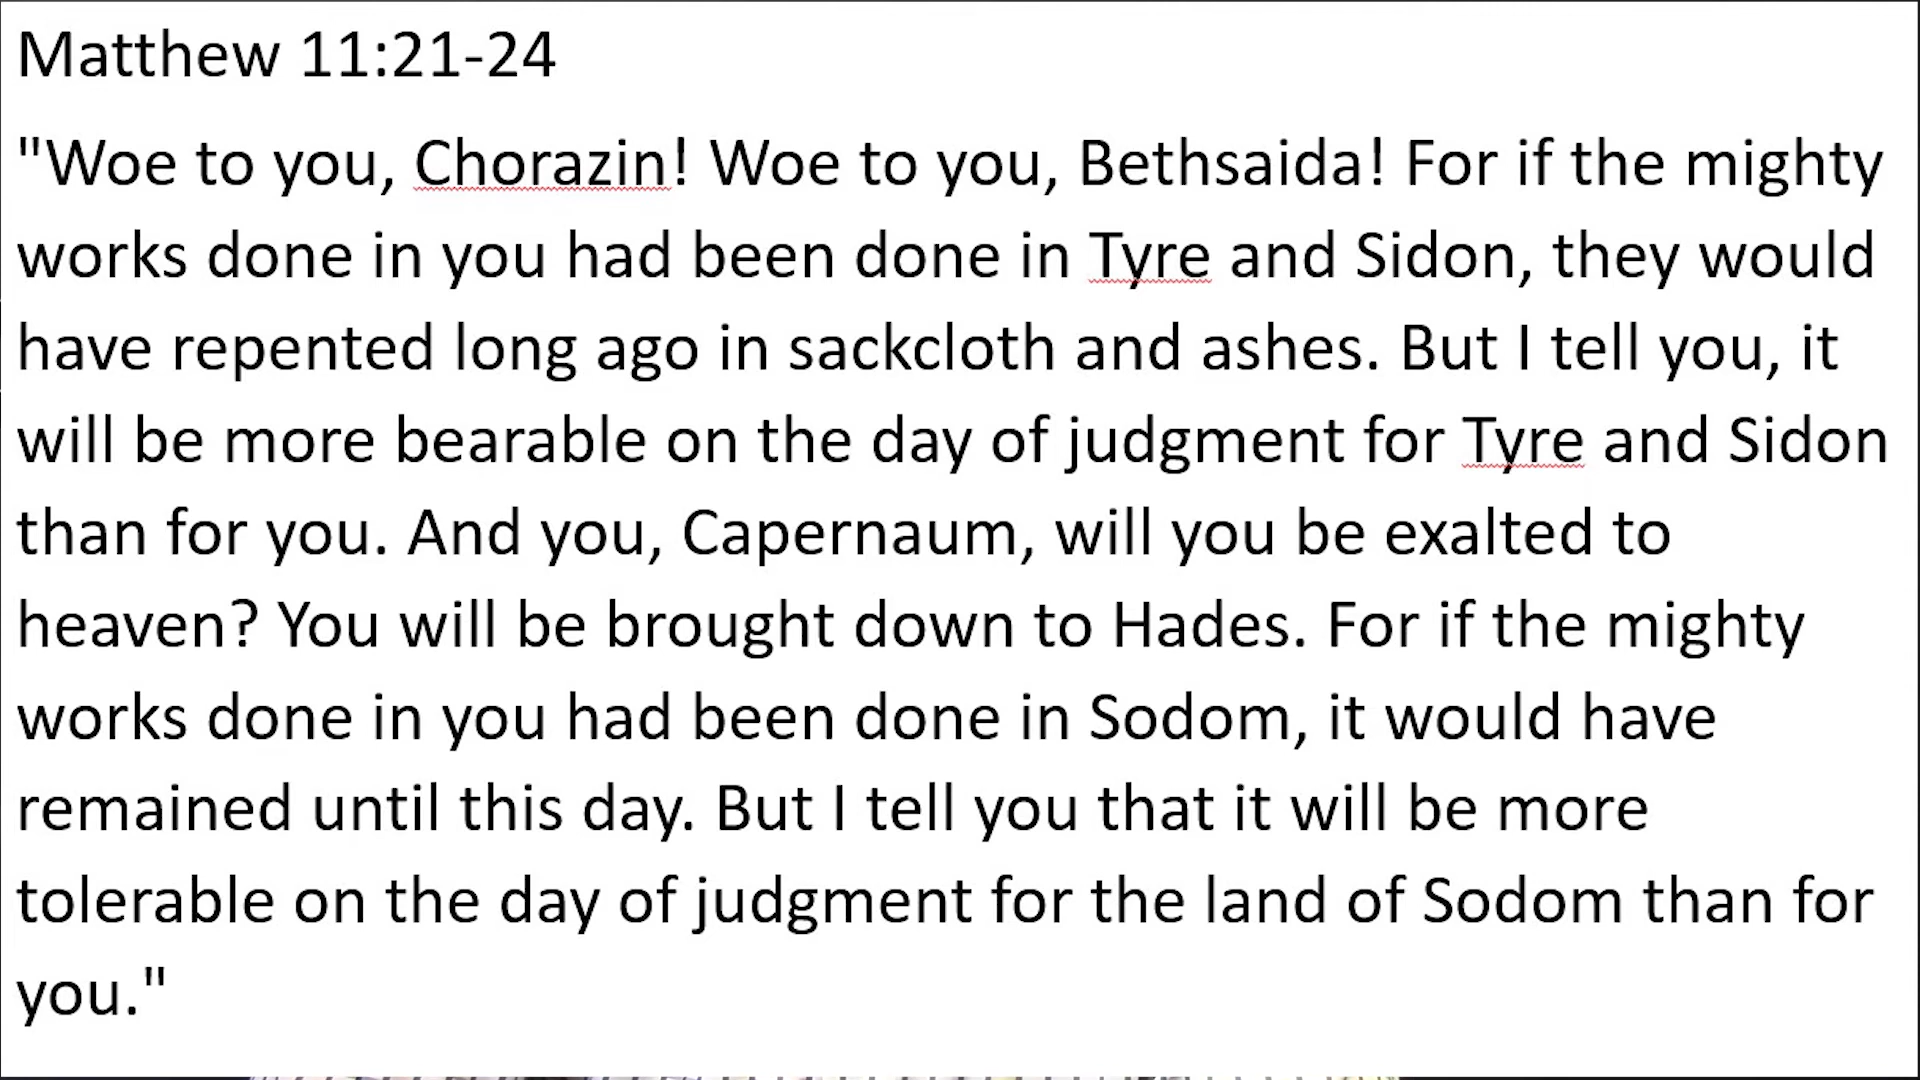 Matthew 11:21-24
"Woe to you, Chorazin! Woe to you, Bethsaida! For if the mighty
works done in you had been done in Tyre and Sidon, they would
have repented long ago in sackcloth and ashes. But I tell you, it
will be more bearable on the day of judgment for Tyre and Sidon
than for you. And you, Capernaum, will you be exalted to
heaven? You will be brought down to Hades. For if the mighty
works done in you had been done in Sodom, it would have
remained until this day. But I tell you that it will be more
tolerable on the day of judgment for the land of Sodom than for
you."